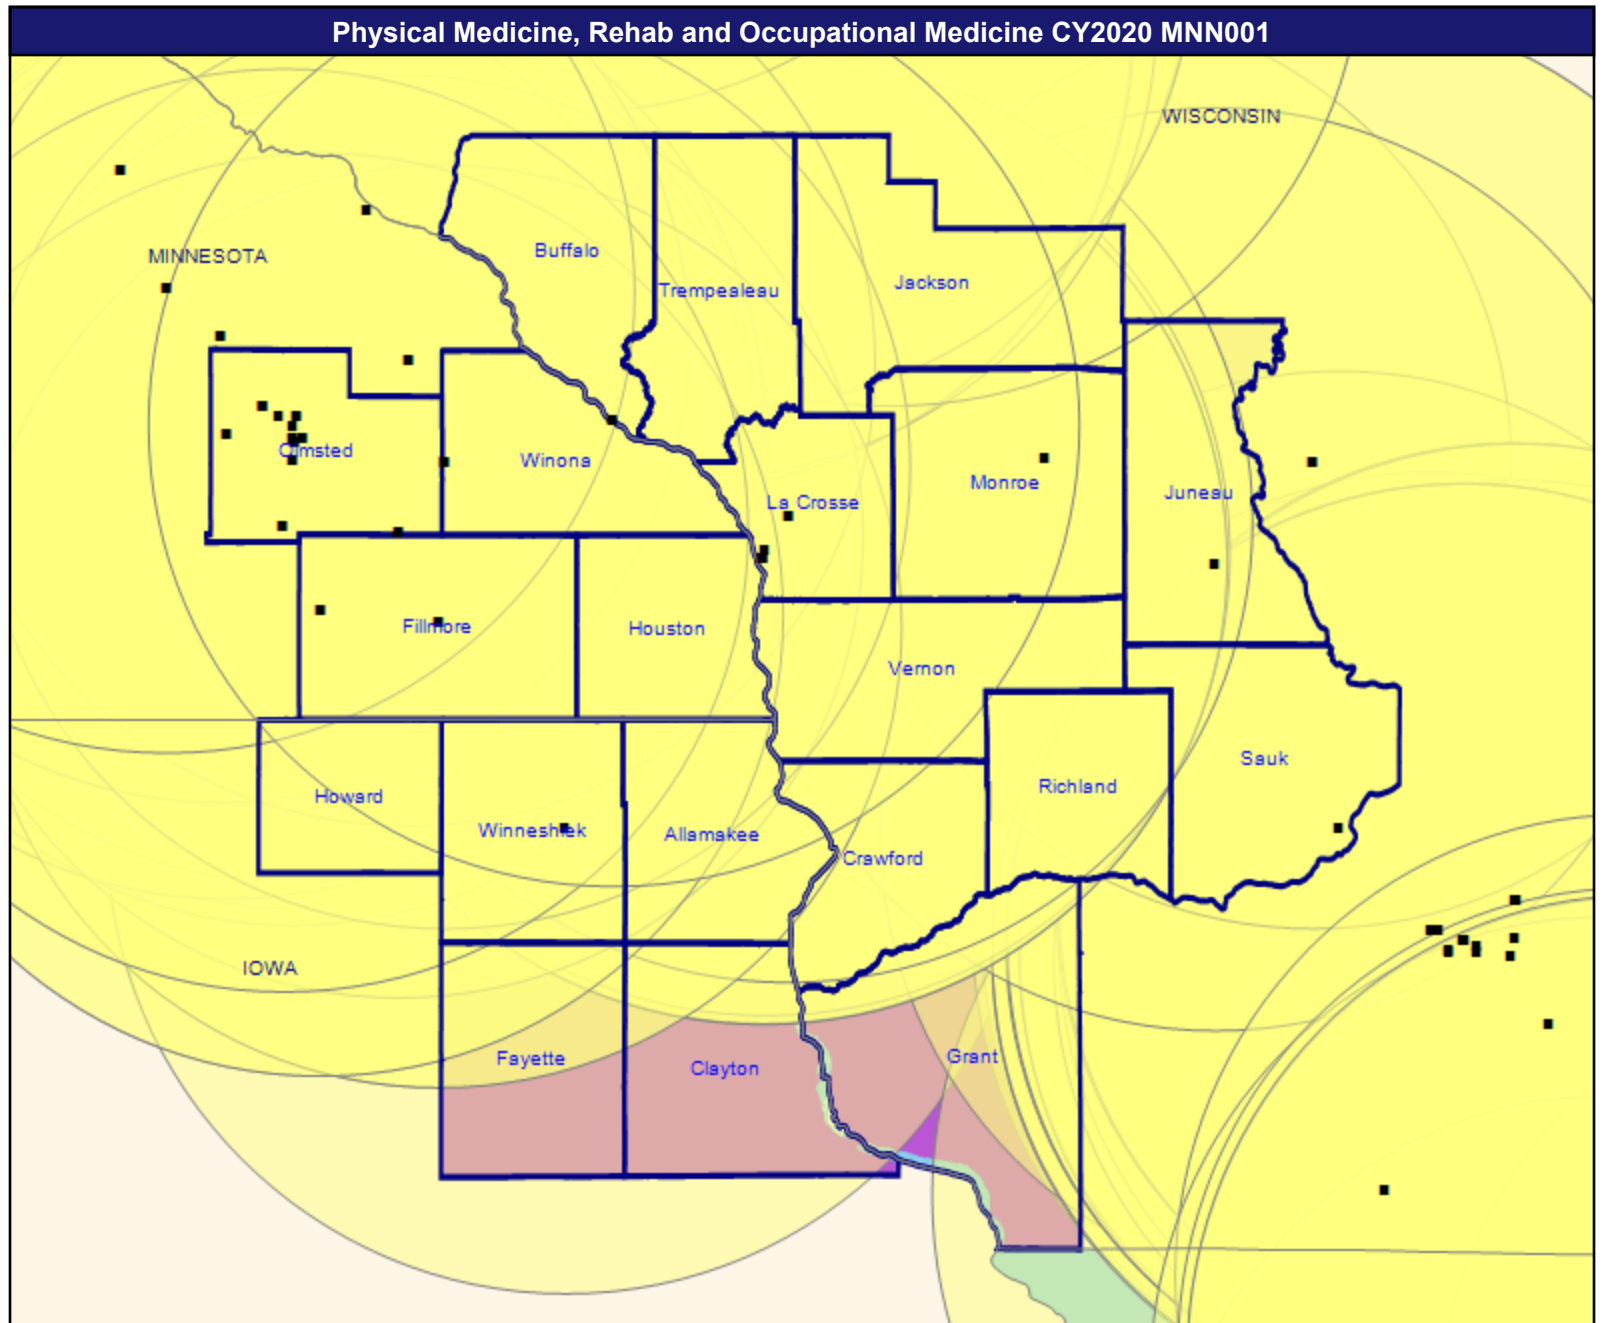 Physical Medicine, Rehab and Occupational Medicine CY2020 MNN001
WISCONSIN
MINNESOTA
Buffalo
Trempealeau
Jackson
Olmsted
Winona
La Crosse
Monroe
Juneau
Fillmore
Houston
Vernon
Howard
Winneshiek
Allamakee
Crawford
Richland
Sauk
IOWA
Fayette
Clayton
Grant